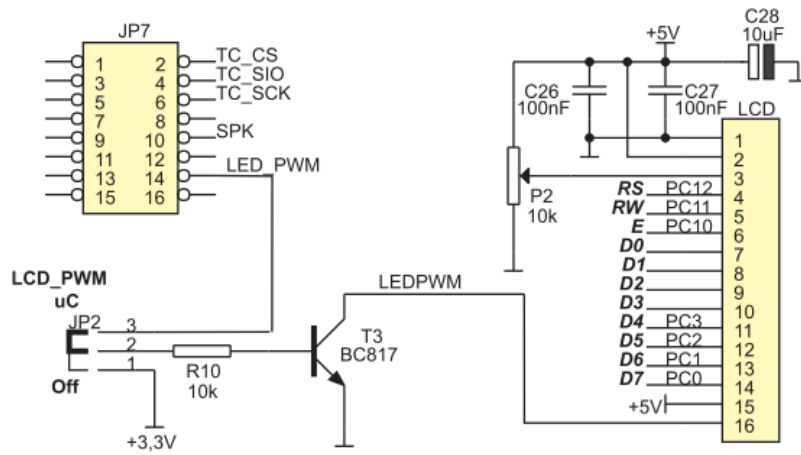 JP7
1 2 TC_CS
3 4 TC_SIO
5 6 TC_SCK
7 8
9 10 SPK
11 12
13 14 LED_PWM
15 16
LCD_PWM
uC
JP2
3
2
1
Off
+3,3V
R10
10k
T3
BC817
LEDPWM
+5V
C28
10uF
C26
100nF
C27
100nF
P2
10k
LCD
1
2
3
RS PC12 4
RW PC11 5
E PC10 6
D0 7
D1 8
D2 9
D3 10
D4 PC3 11
D5 PC2 12
D6 PC1 13
D7 PC0 14
+5V 15
16